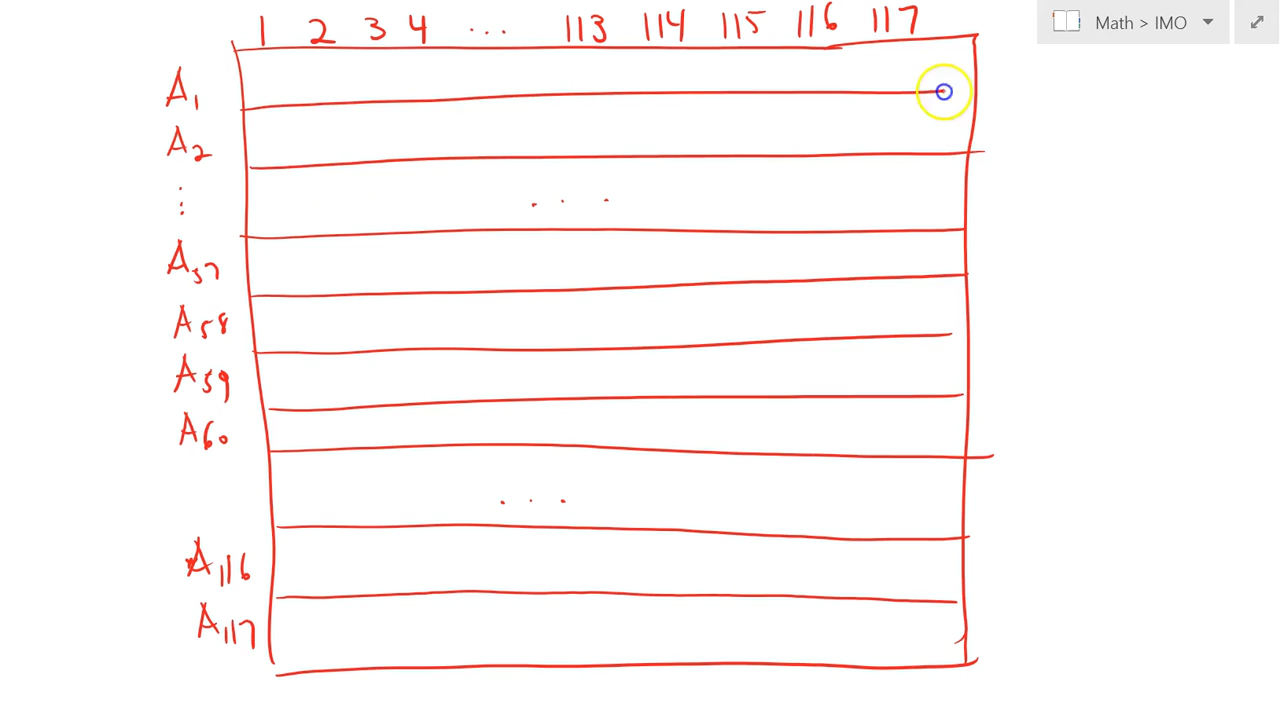 1 2 3 4 ... 113 114 115 116 117
Math > IMO
A₁
A₂
⋮
...
A₅₇
A₅₈
A₅₉
A₆₀
...
A₁₁₆
A₁₁₇